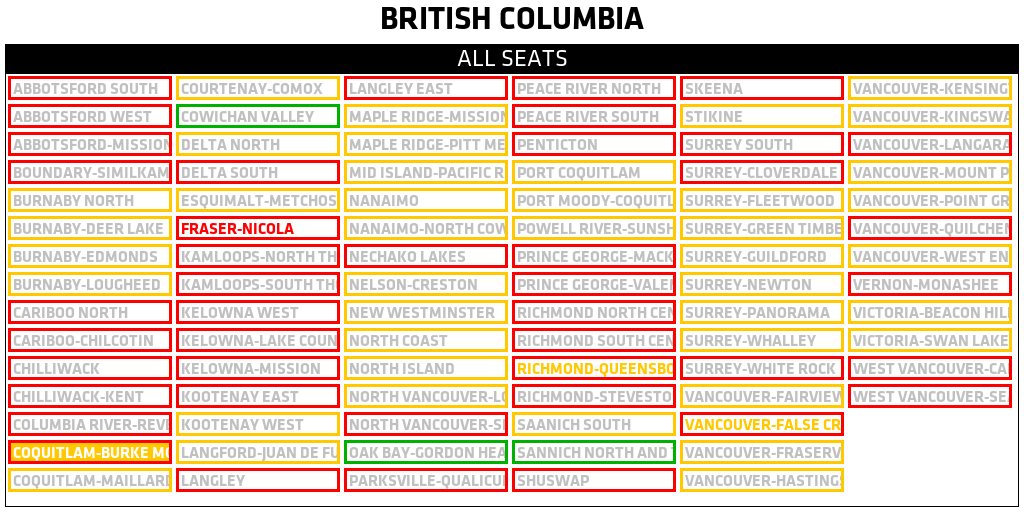 BRITISH COLUMBIA
ALL SEATS
ABBOTSFORD SOUTH
ABBOTSFORD WEST
ABBOTSFORD-MISSION
BOUNDARY-SIMILKAM
BURNABY NORTH
BURNABY-DEER LAKE
BURNABY-EDMONDS
BURNABY-LOUGHEED
CARIBOO NORTH
CARIBOO-CHILCOTIN
CHILLIWACK
CHILLIWACK-KENT
COLUMBIA RIVER-REVE
COQUITLAM-BURKE MO
COQUITLAM-MAILLARD
COURTENAY-COMOX
COWICHAN VALLEY
DELTA NORTH
DELTA SOUTH
ESQUIMALT-METCHOS
FRASER-NICOLA
KAMLOOPS-NORTH TH
KAMLOOPS-SOUTH THO
KELOWNA WEST
KELOWNA-LAKE COUN
KELOWNA-MISSION
KOOTENAY EAST
KOOTENAY WEST
LANGFORD-JUAN DE FU
LANGLEY
LANGLEY EAST
MAPLE RIDGE-MISSION
MAPLE RIDGE-PITT ME
MID ISLAND-PACIFIC R
NANAIMO
NANAIMO-NORTH COW
NECHAKO LAKES
NELSON-CRESTON
NEW WESTMINSTER
NORTH COAST
NORTH ISLAND
NORTH VANCOUVER-LO
NORTH VANCOUVER-SE
OAK BAY-GORDON HEA
PARKSVILLE-QUALICUM
PEACE RIVER NORTH
PEACE RIVER SOUTH
PENTICTON
PORT COQUITLAM
PORT MOODY-COQUITL
POWELL RIVER-SUNSH
PRINCE GEORGE-MACK
PRINCE GEORGE-VALEM
RICHMOND NORTH CEN
RICHMOND SOUTH CEN
RICHMOND-QUEENSBO
RICHMOND-STEVESTO
SAANICH SOUTH
SANNICH NORTH AND T
SHUSWAP
SKEENA
STIKINE
SURREY SOUTH
SURREY-CLOVERDALE
SURREY-FLEETWOOD
SURREY-GREEN TIMBE
SURREY-GUILDFORD
SURREY-NEWTON
SURREY-PANORAMA
SURREY-WHALLEY
SURREY-WHITE ROCK
VANCOUVER-FAIRVIEW
VANCOUVER-FALSE CR
VANCOUVER-FRASERV
VANCOUVER-HASTINGS
VANCOUVER-KENSING
VANCOUVER-KINGSWA
VANCOUVER-LANGARA
VANCOUVER-MOUNT P
VANCOUVER-POINT GR
VANCOUVER-QUILCHEN
VANCOUVER-WEST EN
VERNON-MONASHEE
VICTORIA-BEACON HIL
VICTORIA-SWAN LAKE
WEST VANCOUVER-CA
WEST VANCOUVER-SEA